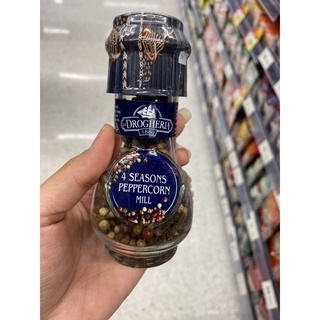 DROGHERIA
4 SEASONS
PEPPERCORN
MILL